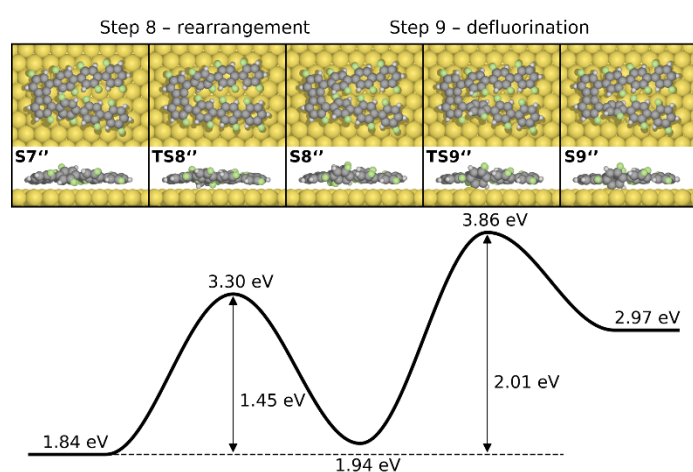 Step 8 – rearrangement
Step 9 – defluorination
S7‘’
TS8‘’
S8‘’
TS9‘’
S9‘’
3.86 eV
3.30 eV
2.97 eV
2.01 eV
1.45 eV
1.84 eV
1.94 eV